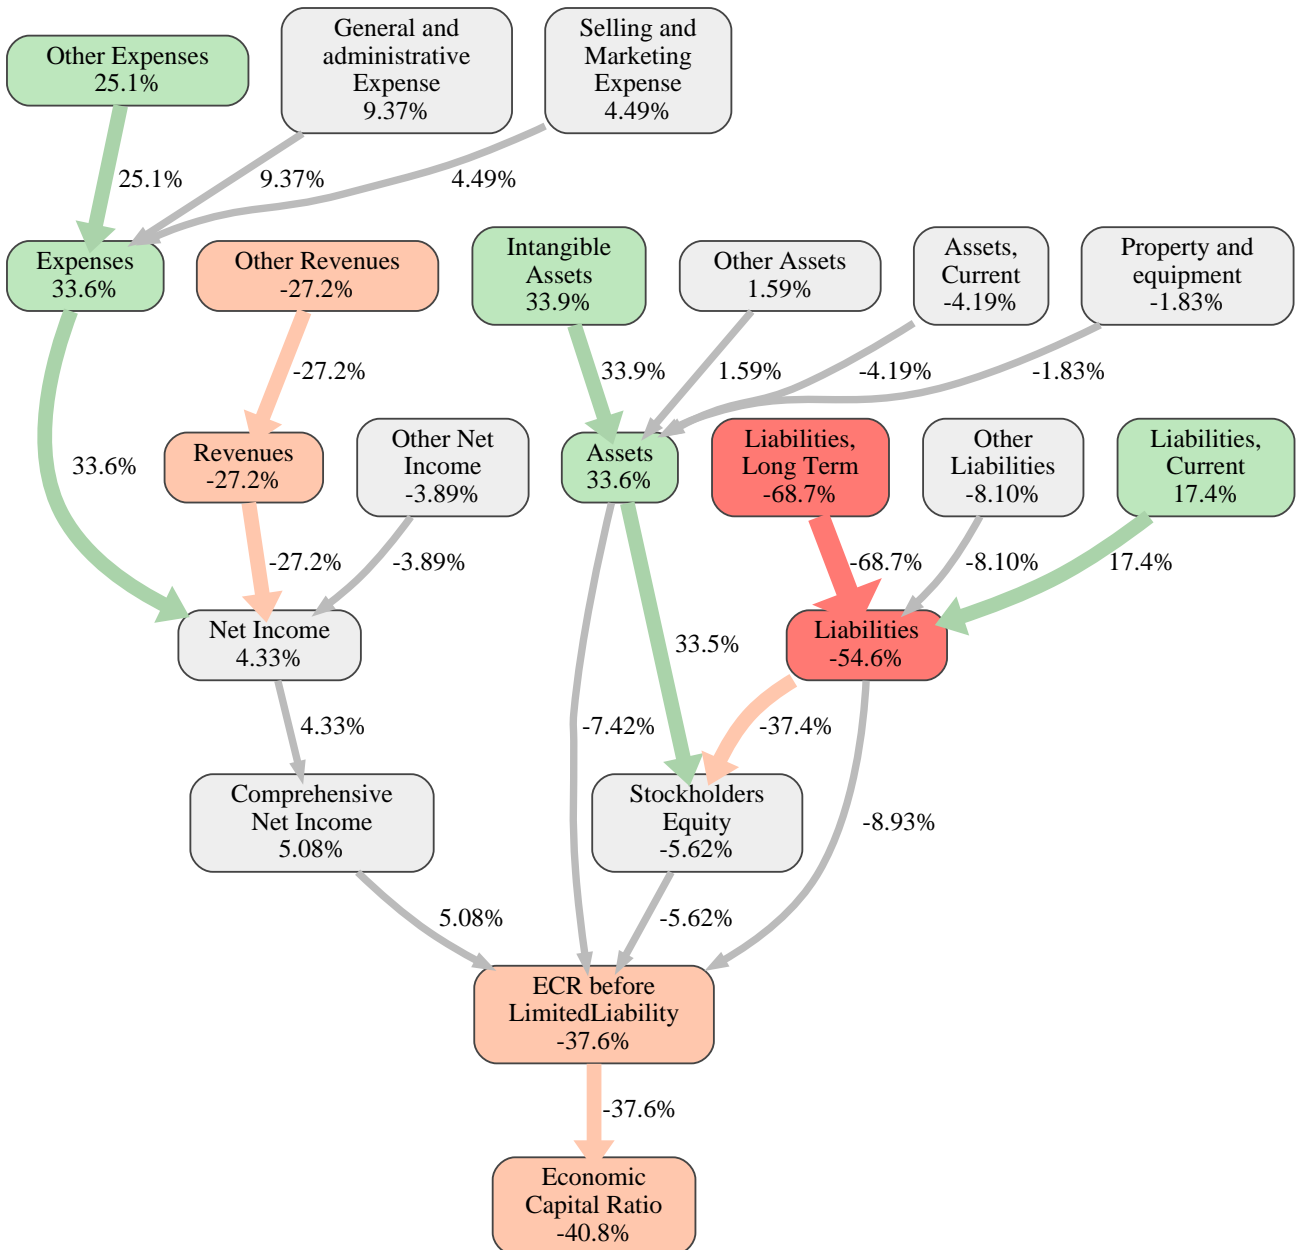 Other Expenses
25.1%
General and
administrative
Expense
9.37%
Selling and
Marketing
Expense
4.49%
25.1%
9.37%
4.49%
Expenses
33.6%
Other Revenues
-27.2%
Intangible
Assets
33.9%
Other Assets
1.59%
Assets,
Current
-4.19%
Property and
equipment
-1.83%
-27.2%
33.9%
1.59%
-4.19%
-1.83%
33.6%
Revenues
-27.2%
Other Net
Income
-3.89%
Assets
33.6%
Liabilities,
Long Term
-68.7%
Other
Liabilities
-8.10%
Liabilities,
Current
17.4%
-27.2%
-3.89%
-68.7%
-8.10%
17.4%
Net Income
4.33%
33.5%
Liabilities
-54.6%
4.33%
-7.42%
-37.4%
Comprehensive
Net Income
5.08%
Stockholders
Equity
-5.62%
-8.93%
5.08%
-5.62%
ECR before
LimitedLiability
-37.6%
-37.6%
Economic
Capital Ratio
-40.8%